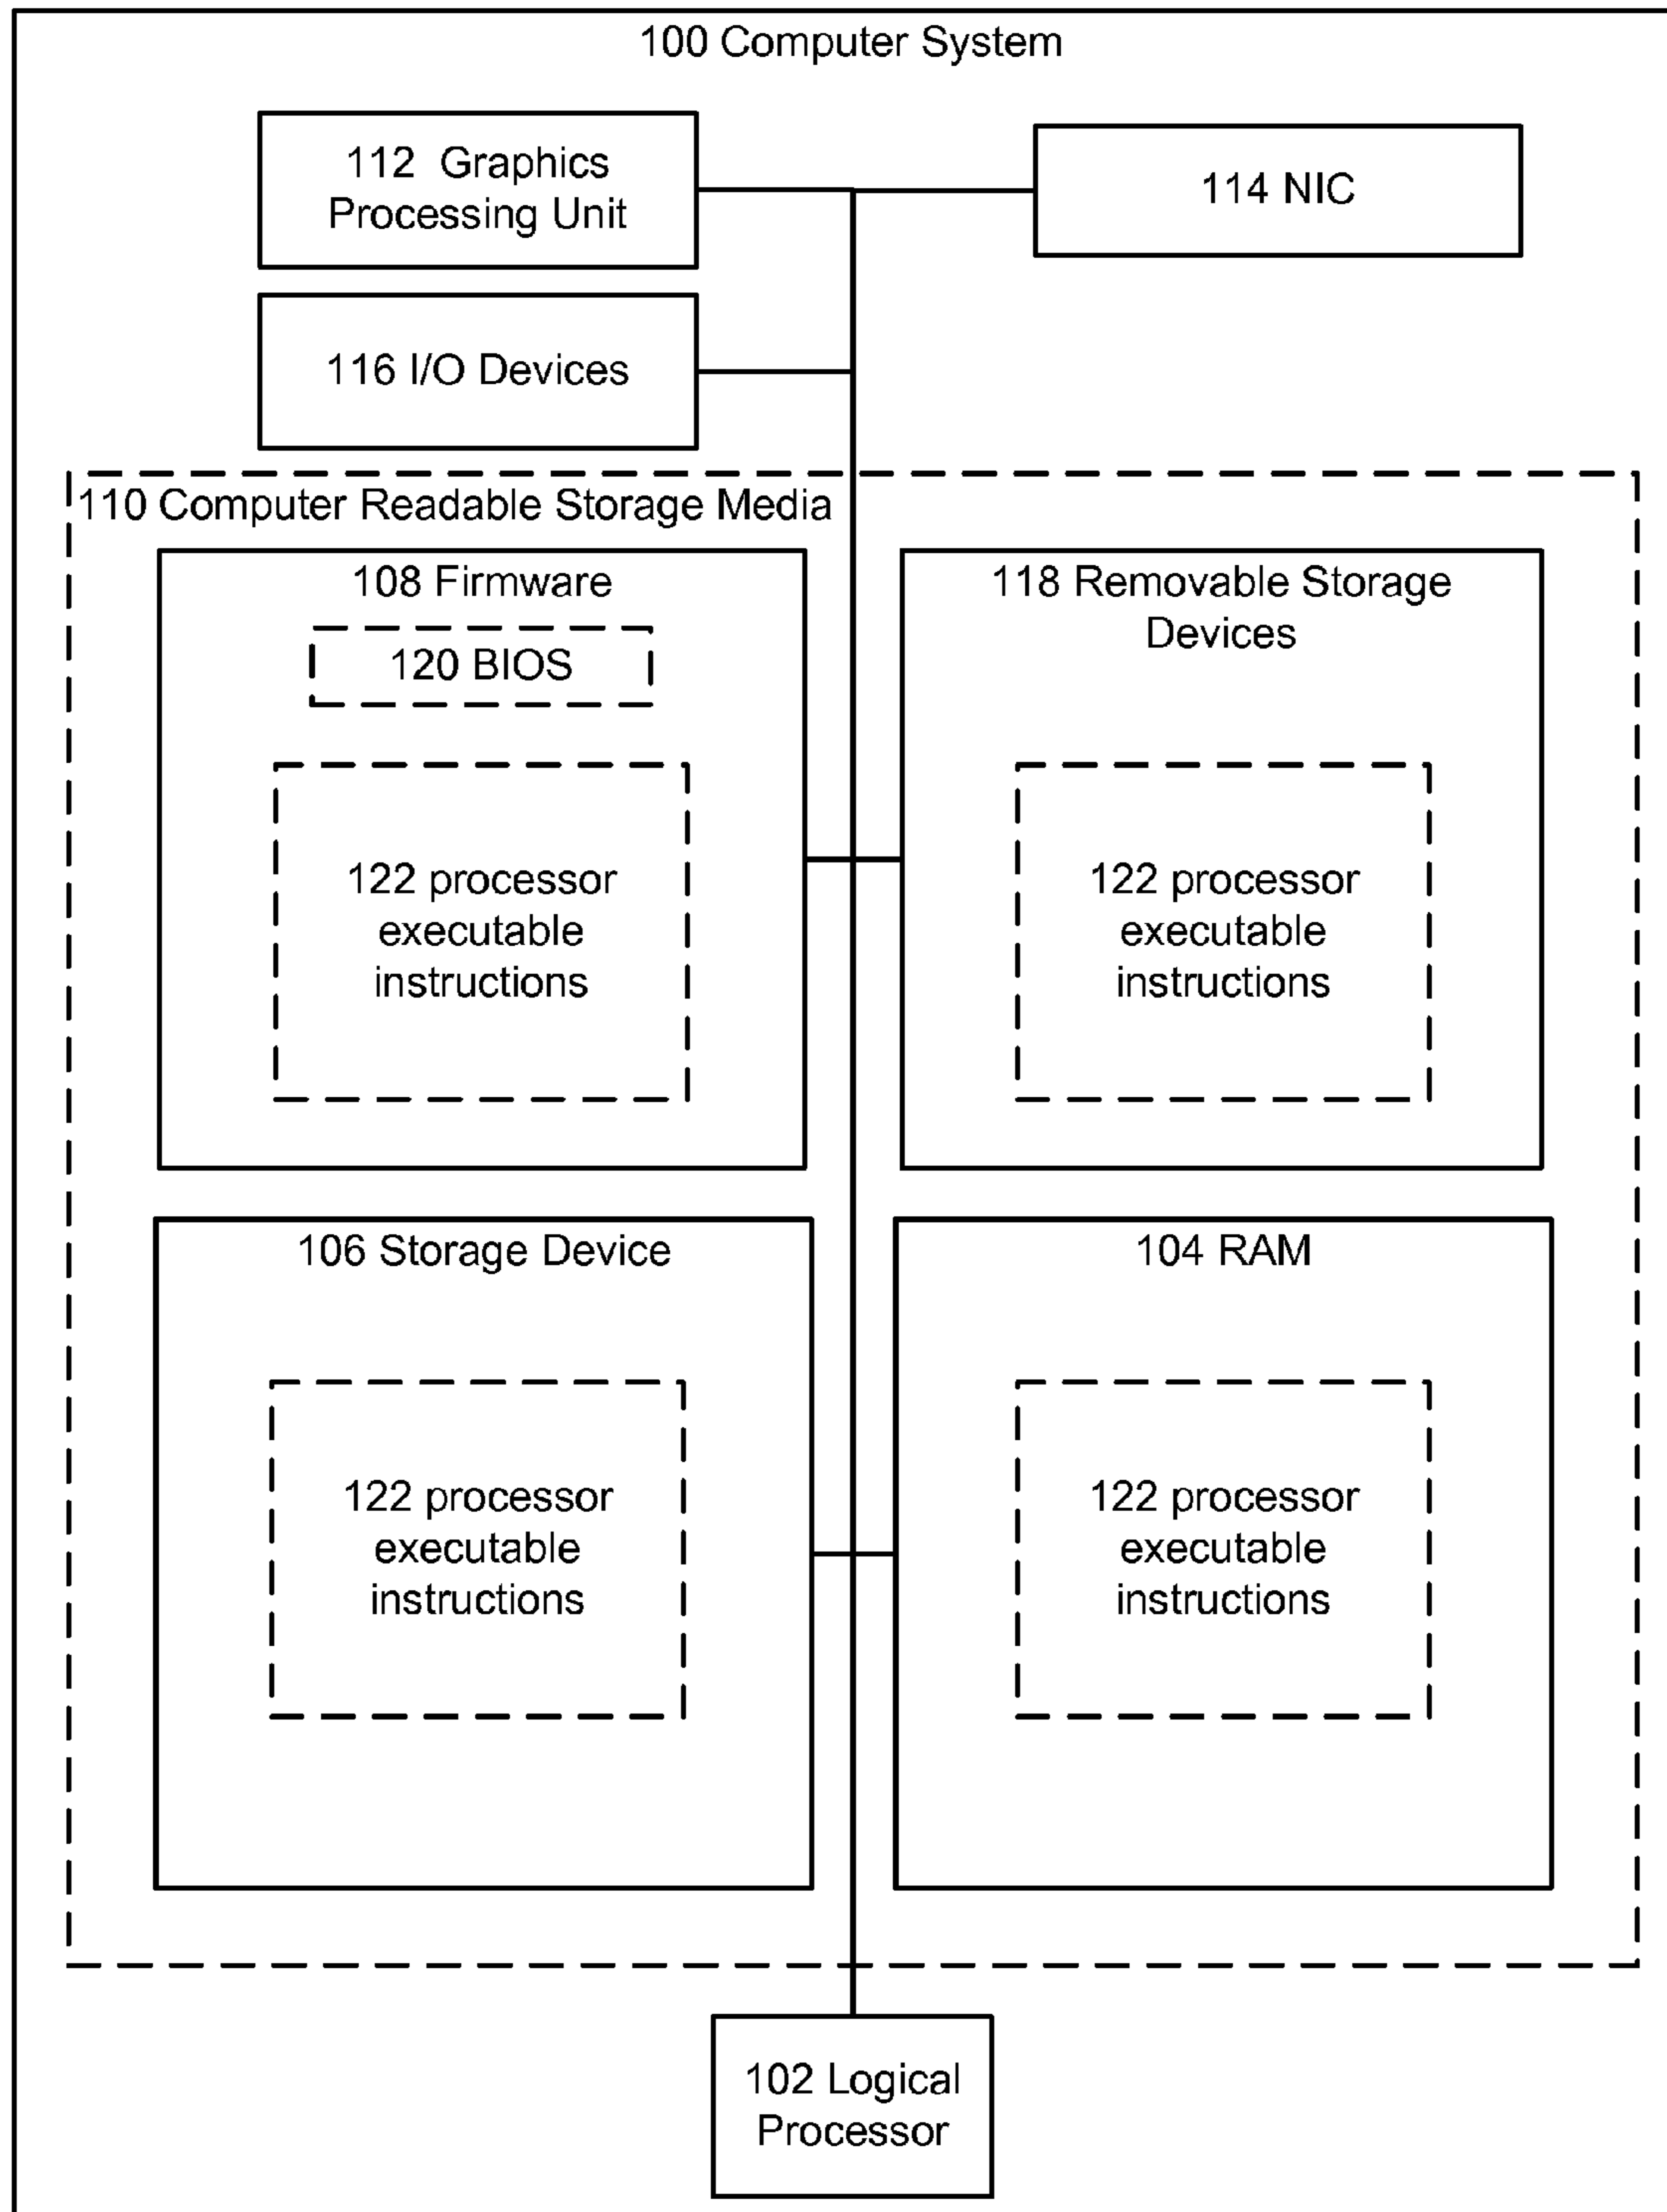 100 Computer System
112 Graphics
Processing Unit
114 NIC
116 I/O Devices
110 Computer Readable Storage Media
108 Firmware
120 BIOS
122 processor
executable
instructions
118 Removable Storage
Devices
122 processor
executable
instructions
106 Storage Device
122 processor
executable
instructions
104 RAM
122 processor
executable
instructions
102 Logical
Processor